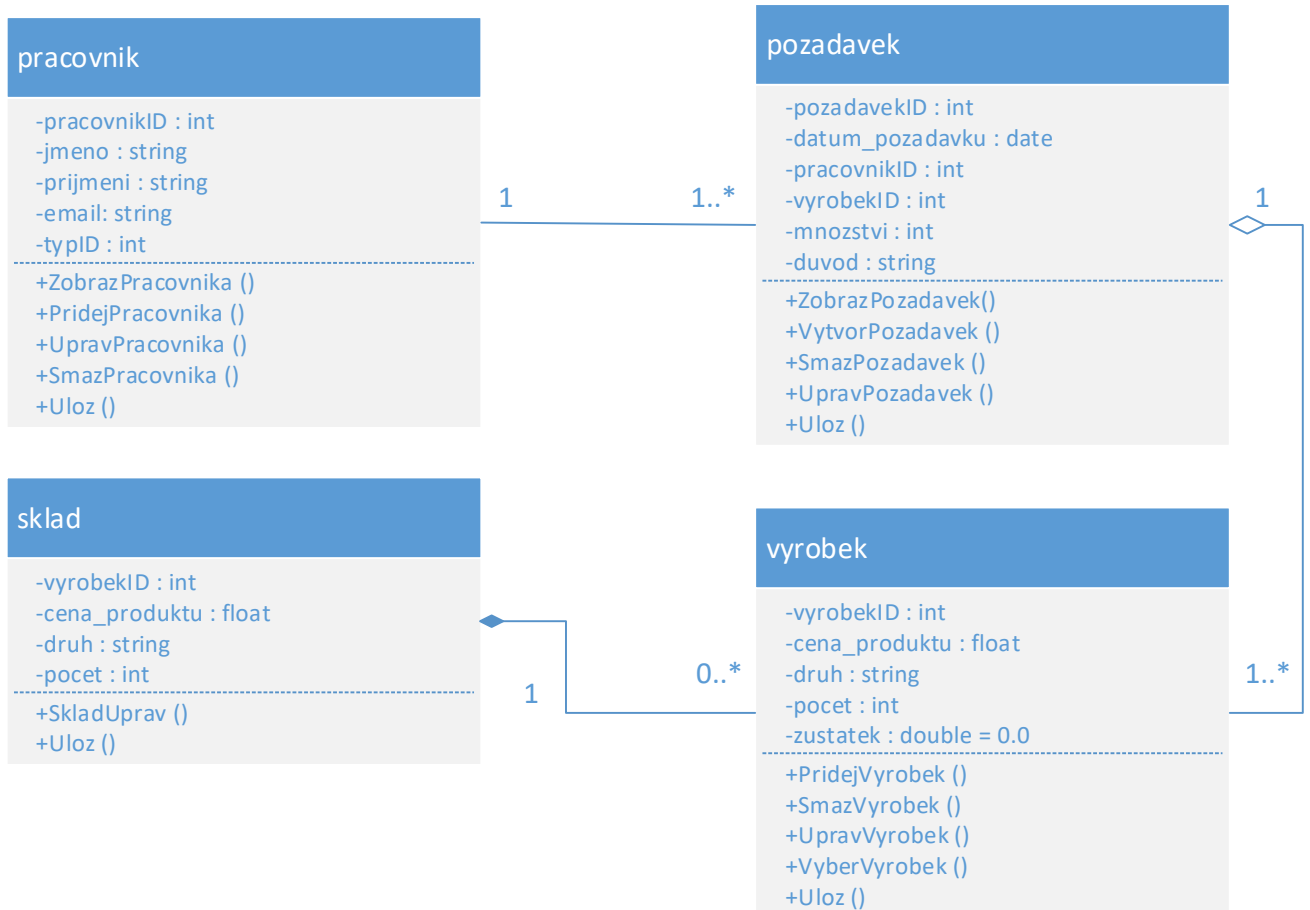 pracovnik
-pracovnikID : int
-jmeno : string
-prijmeni : string
-email: string
-typID : int
+ZobrazPracovnika ()
+PridejPracovnika ()
+UpravPracovnika ()
+SmazPracovnika ()
+Uloz ()
1
1..*
pozadavek
-pozadavekID : int
-datum_pozadavku : date
-pracovnikID : int
-vyrobekID : int
-mnozstvi : int
-duvod : string
+ZobrazPozadavek()
+VytvorPozadavek ()
+SmazPozadavek ()
+UpravPozadavek ()
+Uloz ()
1
sklad
-vyrobekID : int
-cena_produktu : float
-druh : string
-pocet : int
+SkladUprav ()
+Uloz ()
1
0..*
vyrobek
-vyrobekID : int
-cena_produktu : float
-druh : string
-pocet : int
-zustatek : double = 0.0
+PridejVyrobek ()
+SmazVyrobek ()
+UpravVyrobek ()
+VyberVyrobek ()
+Uloz ()
1..*